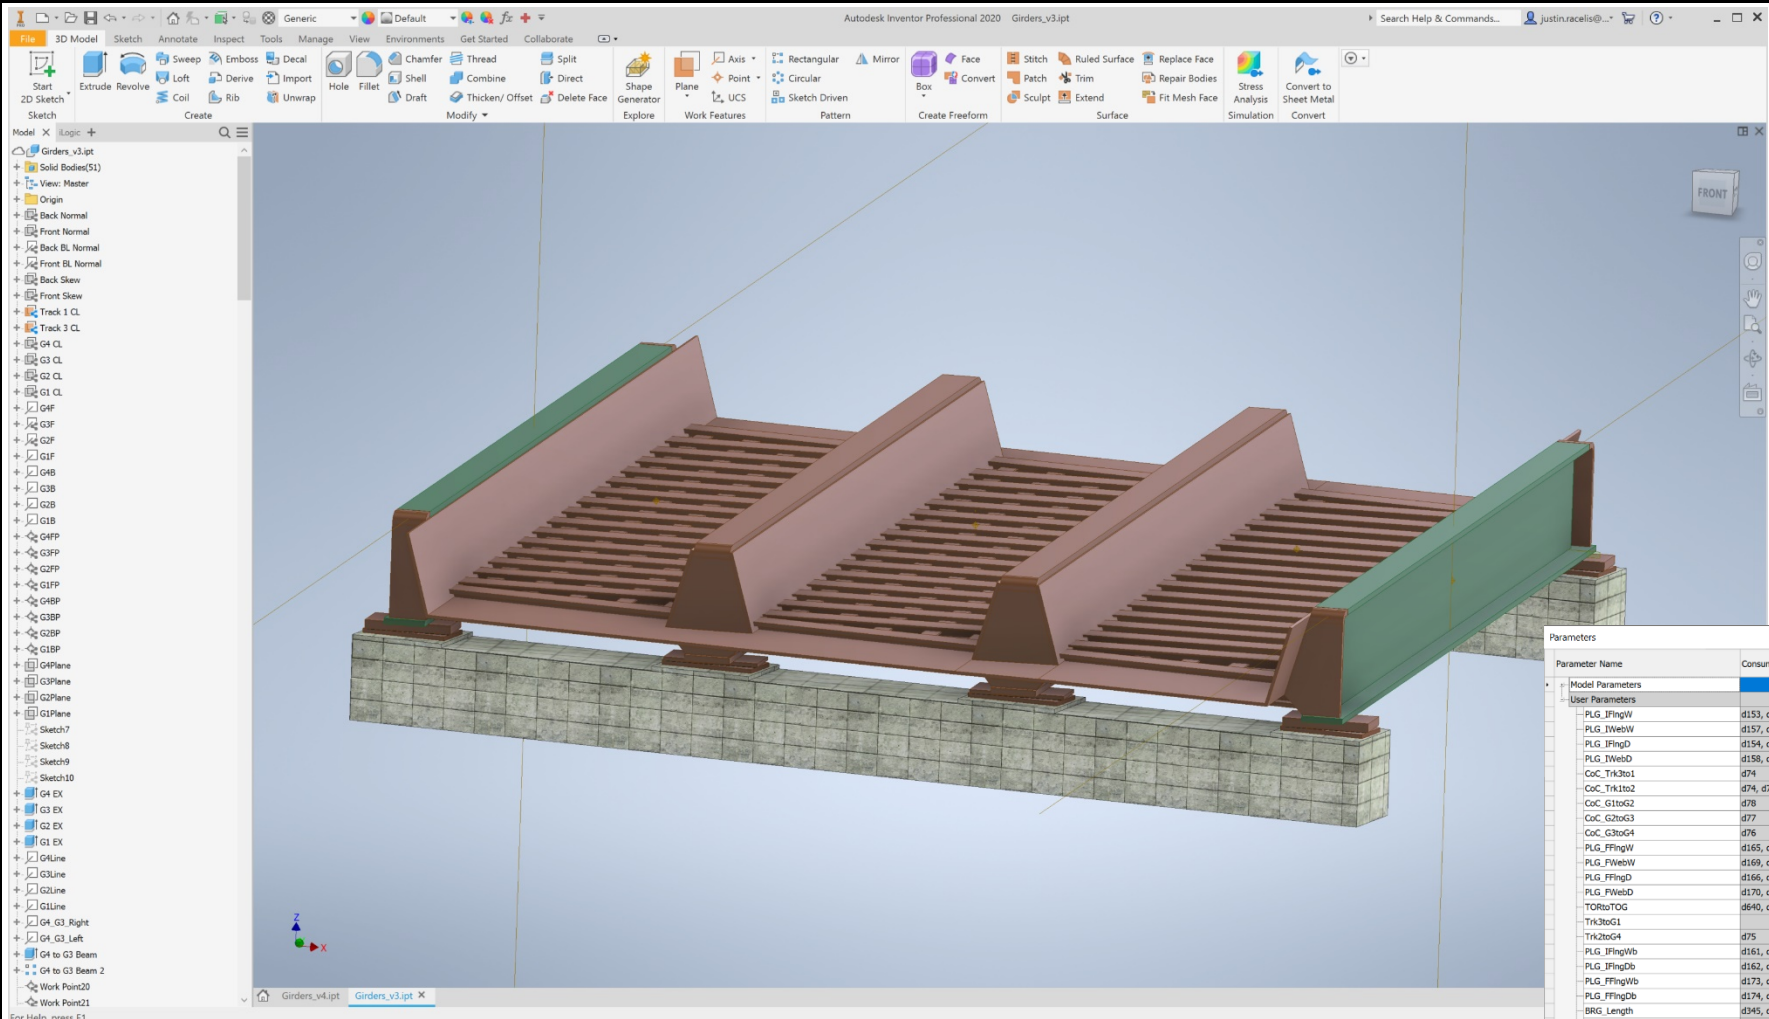 Generic
Default
Autodesk Inventor Professional 2020 Girders_v3.ipt
Search Help & Commands...
justin.racelis@...
File 3D Model Sketch Annotate Inspect Tools Manage View Environments Get Started Collaborate
Sweep Emboss Decal Chamfer Thread Split Axis Rectangular Mirror Face Stitch Ruled Surface Replace Face
Loft Derive Import Shell Combine Direct Point Circular Convert Patch Trim Repair Bodies
Coil Rib Unwrap Draft Thicken/ Offset Delete Face UCS Sketch Driven Sculpt Extend Fit Mesh Face
Start
2D Sketch
Extrude Revolve
Hole Fillet
Shape
Generator
Plane
Box
Stress
Analysis
Convert to
Sheet Metal
Sketch Create Modify Explore Work Features Pattern Create Freeform Surface Simulation Convert
Model iLogic
Girders_v3.ipt
Solid Bodies(51)
View: Master
Origin
Back Normal
Front Normal
Back BL Normal
Front BL Normal
Back Skew
Front Skew
Track 1 CL
Track 3 CL
G4 CL
G3 CL
G2 CL
G1 CL
G4F
G3F
G2F
G1F
G4B
G3B
G2B
G1B
G4FP
G3FP
G2FP
G1FP
G4BP
G3BP
G2BP
G1BP
G4Plane
G3Plane
G2Plane
G1Plane
Sketch7
Sketch8
Sketch9
Sketch10
G4 EX
G3 EX
G2 EX
G1 EX
G4Line
G3Line
G2Line
G1Line
G4_G3_Right
G4_G3_Left
G4 to G3 Beam
G4 to G3 Beam 2
Work Point20
Work Point21
For Help, press F1
FRONT
Z
X
Girders_v4.ipt Girders_v3.ipt
Parameters
Parameter Name Consum
Model Parameters
User Parameters
PLG_IFlngW d153, d
PLG_IWebW d157, d
PLG_IFlngD d154, d
PLG_IWebD d158, d
CoC_Trk3to1 d74
CoC_Trk1to2 d74, d7
CoC_G1toG2 d78
CoC_G2toG3 d77
CoC_G3toG4 d76
PLG_FFlngW d165, d
PLG_FWebW d169, d
PLG_FFlngD d166, d
PLG_FWebD d170, d
TORtoTOG d640, d
Trk3toG1
Trk2toG4 d75
PLG_IFlngWb d161, d
PLG_IFlngDb d162, d
PLG_FFlngWb d173, d
PLG_FFlngDb d174, d
BRG_Length d345, d